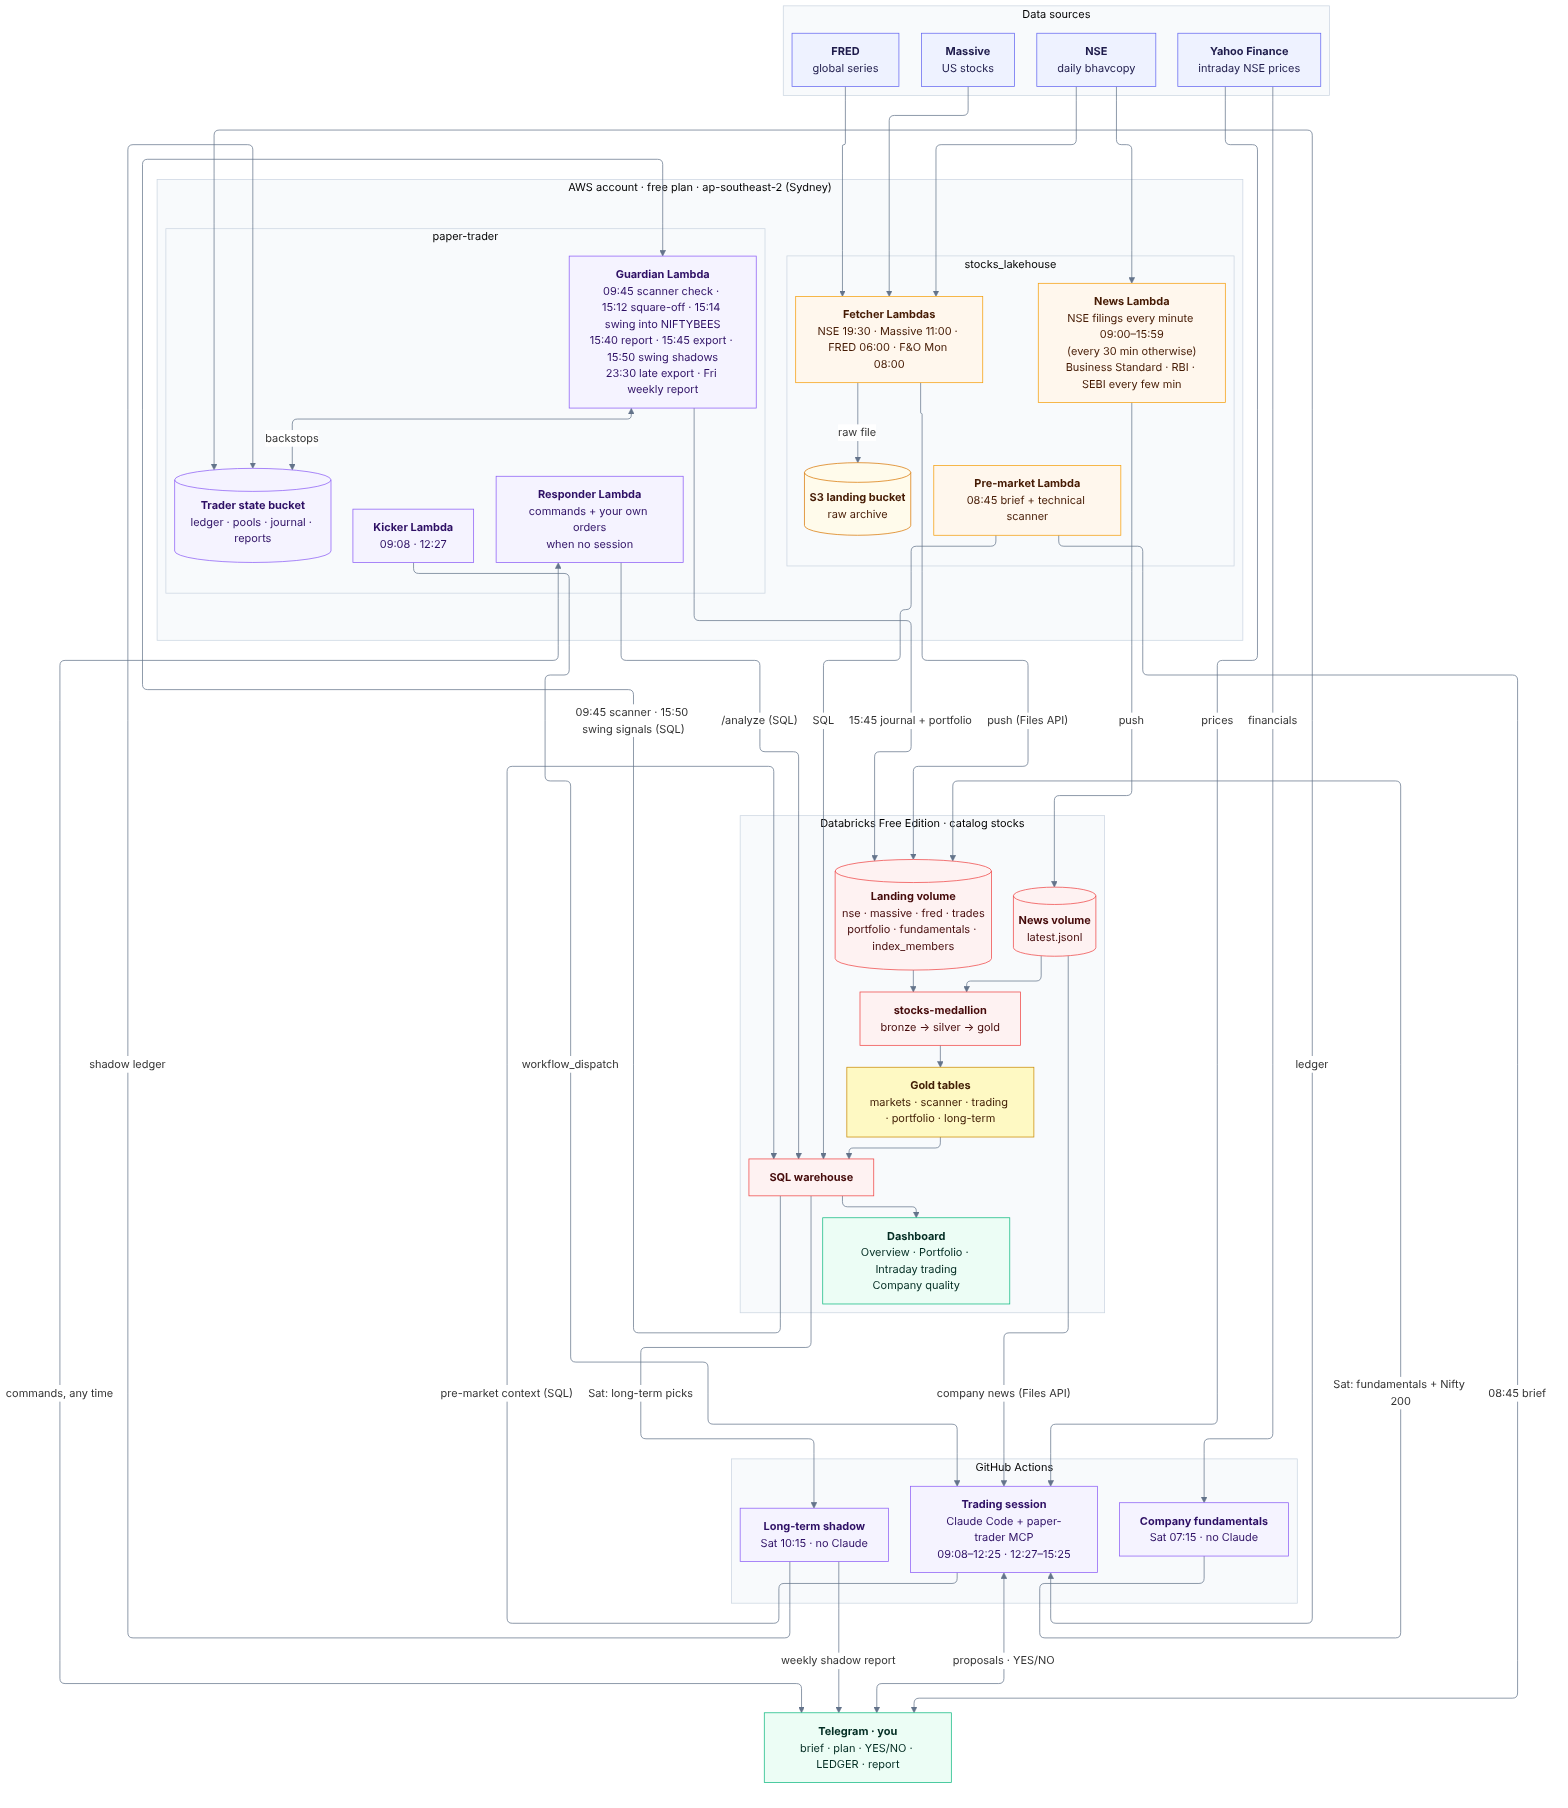 Data sources
FRED
global series
Massive
US stocks
NSE
daily bhavcopy
Yahoo Finance
intraday NSE prices
AWS account · free plan · ap-southeast-2 (Sydney)
paper-trader
Guardian Lambda
09:45 scanner check ·
15:12 square-off · 15:14
swing into NIFTYBEES
15:40 report · 15:45 export ·
15:50 swing shadows
23:30 late export · Fri
weekly report
backstops
Trader state bucket
ledger · pools · journal ·
reports
Kicker Lambda
09:08 · 12:27
Responder Lambda
commands + your own
orders
when no session
stocks_lakehouse
Fetcher Lambdas
NSE 19:30 · Massive 11:00 ·
FRED 06:00 · F&O Mon
08:00
News Lambda
NSE filings every minute
09:00–15:59
(every 30 min otherwise)
Business Standard · RBI ·
SEBI every few min
raw file
S3 landing bucket
raw archive
Pre-market Lambda
08:45 brief + technical
scanner
09:45 scanner · 15:50
swing signals (SQL)
/analyze (SQL)
SQL
15:45 journal + portfolio
push (Files API)
push
prices
financials
Databricks Free Edition · catalog stocks
Landing volume
nse · massive · fred · trades
portfolio · fundamentals ·
index_members
News volume
latest.jsonl
stocks-medallion
bronze → silver → gold
shadow ledger
workflow_dispatch
ledger
Gold tables
markets · scanner · trading
· portfolio · long-term
SQL warehouse
Dashboard
Overview · Portfolio ·
Intraday trading
Company quality
commands, any time
pre-market context (SQL)
Sat: long-term picks
company news (Files API)
Sat: fundamentals + Nifty
200
08:45 brief
GitHub Actions
Long-term shadow
Sat 10:15 · no Claude
Trading session
Claude Code + paper-
trader MCP
09:08–12:25 · 12:27–15:25
Company fundamentals
Sat 07:15 · no Claude
weekly shadow report
proposals · YES/NO
Telegram · you
brief · plan · YES/NO ·
LEDGER · report